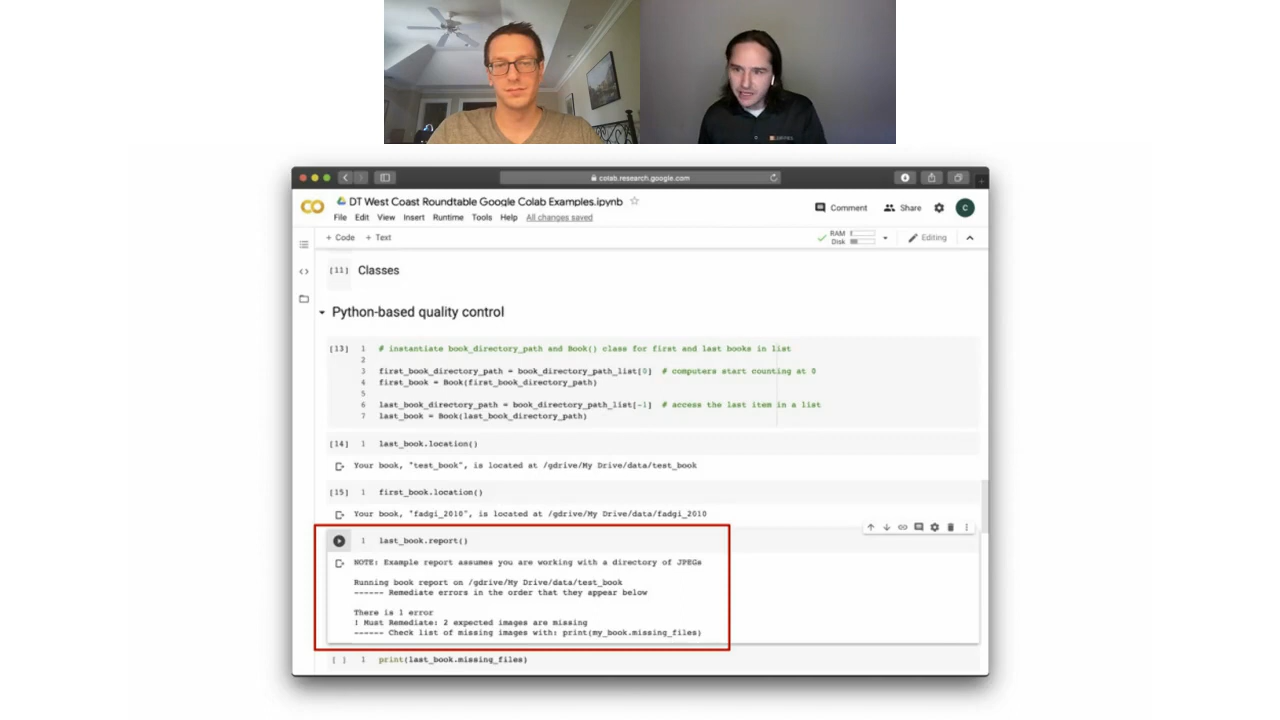 colab.research.google.com
DT West Coast Roundtable Google Colab Examples.ipynb
Comment
Share
C
File Edit View Insert Runtime Tools Help All changes saved
+ Code + Text
RAM
Disk
Editing
[11] Classes
Python-based quality control
[13] 1 # instantiate book_directory_path and Book() class for first and last books in list
2
3 first_book_directory_path = book_directory_path_list[0] # computers start counting at 0
4 first_book = Book(first_book_directory_path)
5
6 last_book_directory_path = book_directory_path_list[-1] # access the last item in a list
7 last_book = Book(last_book_directory_path)
[14] 1 last_book.location()
Your book, "test_book", is located at /gdrive/My Drive/data/test_book
[15] 1 first_book.location()
Your book, "fadgi_2010", is located at /gdrive/My Drive/data/fadgi_2010
1 last_book.report()
NOTE: Example report assumes you are working with a directory of JPEGs
Running book report on /gdrive/My Drive/data/test_book
------ Remediate errors in the order that they appear below
There is 1 error
! Must Remediate: 2 expected images are missing
------ Check list of missing images with: print(my_book.missing_files)
[ ] 1 print(last_book.missing_files)